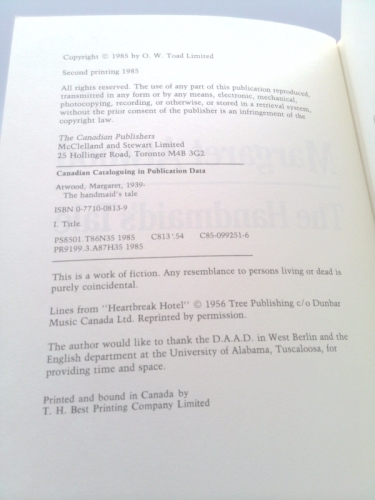 Copyright © 1985 by O. W. Toad Limited
Second printing 1985
All rights reserved. The use of any part of this publication reproduced,
transmitted in any form or by any means, electronic, mechanical,
photocopying, recording, or otherwise, or stored in a retrieval system,
without the prior consent of the publisher is an infringement of the
copyright law.
The Canadian Publishers
McClelland and Stewart Limited
25 Hollinger Road, Toronto M4B 3G2
Canadian Cataloguing in Publication Data
Atwood, Margaret, 1939-
The handmaid's tale
ISBN 0-7710-0813-9
I. Title.
PS8501.T86N35 1985 C813'.54 C85-099251-6
PR9199.3.A87H35 1985
This is a work of fiction. Any resemblance to persons living or dead is
purely coincidental.
Lines from "Heartbreak Hotel" © 1956 Tree Publishing c/o Dunbar
Music Canada Ltd. Reprinted by permission.
The author would like to thank the D.A.A.D. in West Berlin and the
English department at the University of Alabama, Tuscaloosa, for
providing time and space.
Printed and bound in Canada by
T. H. Best Printing Company Limited